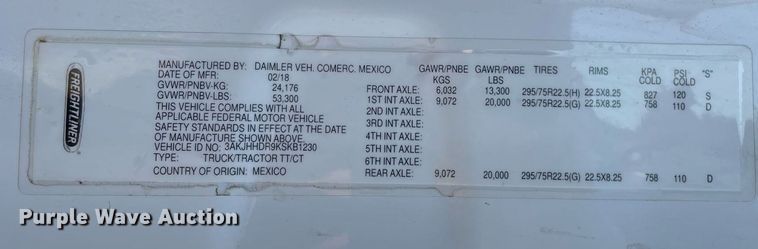 FREIGHTLINER
MANUFACTURED BY: DAIMLER VEH. COMERC. MEXICO
DATE OF MFR: 02/18
GVWR/PNBV-KG: 24,176
GVWR/PNBV-LBS: 53,300
THIS VEHICLE COMPLIES WITH ALL
APPLICABLE FEDERAL MOTOR VEHICLE
SAFETY STANDARDS IN EFFECT AT THE DATE
OF MANUFACTURE SHOWN ABOVE.
VEHICLE ID NO: 3AKJHHDR9KSKB1230
TYPE: TRUCK/TRACTOR TT/CT
COUNTRY OF ORIGIN: MEXICO
GAWR/PNBE KGS GAWR/PNBE LBS TIRES RIMS KPA COLD PSI COLD "S"
FRONT AXLE: 6,032 13,300 295/75R22.5(H) 22.5X8.25 827 120 S
1ST INT AXLE: 9,072 20,000 295/75R22.5(G) 22.5X8.25 758 110 D
2ND INT AXLE:
3RD INT AXLE:
4TH INT AXLE:
5TH INT AXLE:
6TH INT AXLE:
REAR AXLE: 9,072 20,000 295/75R22.5(G) 22.5X8.25 758 110 D
Purple Wave Auction